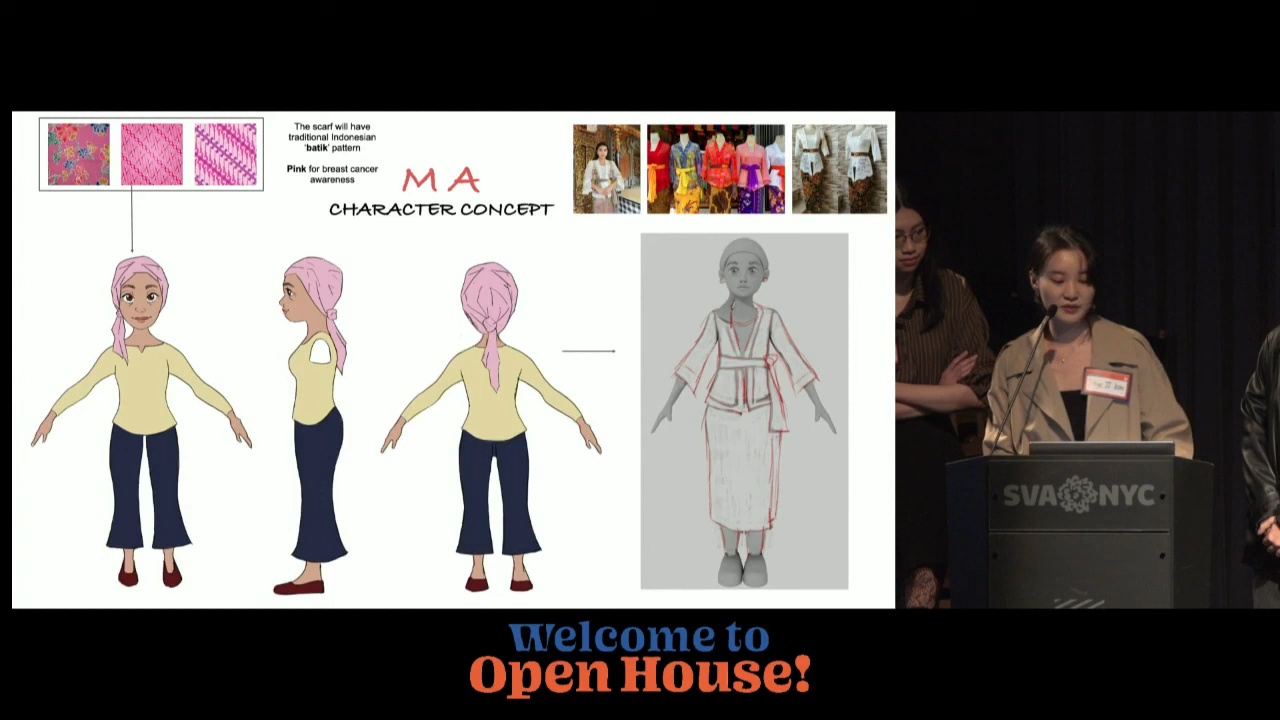 The scarf will have
traditional Indonesian
'batik' pattern
Pink for breast cancer
awareness
MA
CHARACTER CONCEPT
SVA NYC
Welcome to
Open House!